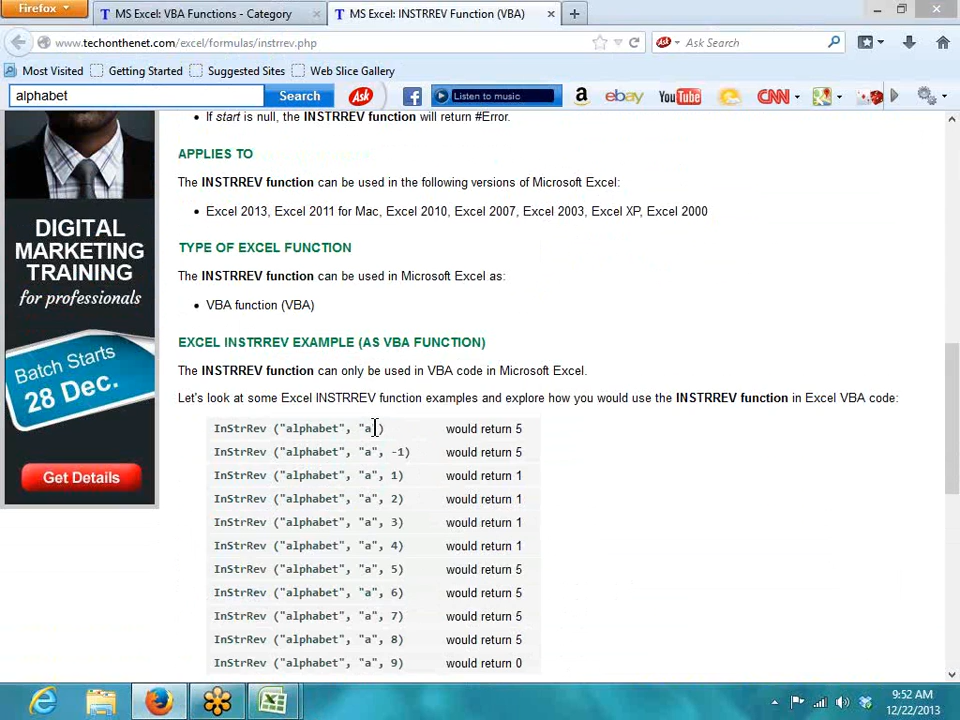 Firefox
MS Excel: VBA Functions - Category
MS Excel: INSTRREV Function (VBA)
www.techonthenet.com/excel/formulas/instrrev.php
Ask Search
Most Visited
Getting Started
Suggested Sites
Web Slice Gallery
alphabet
Search
Ask
Listen to music
ebay
YouTube
CNN
If start is null, the INSTRREV function will return #Error.
APPLIES TO
The INSTRREV function can be used in the following versions of Microsoft Excel:
Excel 2013, Excel 2011 for Mac, Excel 2010, Excel 2007, Excel 2003, Excel XP, Excel 2000
TYPE OF EXCEL FUNCTION
The INSTRREV function can be used in Microsoft Excel as:
VBA function (VBA)
EXCEL INSTRREV EXAMPLE (AS VBA FUNCTION)
The INSTRREV function can only be used in VBA code in Microsoft Excel.
Let's look at some Excel INSTRREV function examples and explore how you would use the INSTRREV function in Excel VBA code:
InStrRev ("alphabet", "a") would return 5
InStrRev ("alphabet", "a", -1) would return 5
InStrRev ("alphabet", "a", 1) would return 1
InStrRev ("alphabet", "a", 2) would return 1
InStrRev ("alphabet", "a", 3) would return 1
InStrRev ("alphabet", "a", 4) would return 1
InStrRev ("alphabet", "a", 5) would return 5
InStrRev ("alphabet", "a", 6) would return 5
InStrRev ("alphabet", "a", 7) would return 5
InStrRev ("alphabet", "a", 8) would return 5
InStrRev ("alphabet", "a", 9) would return 0
DIGITAL
MARKETING
TRAINING
for professionals
Batch Starts
28 Dec.
Get Details
9:52 AM
12/22/2013